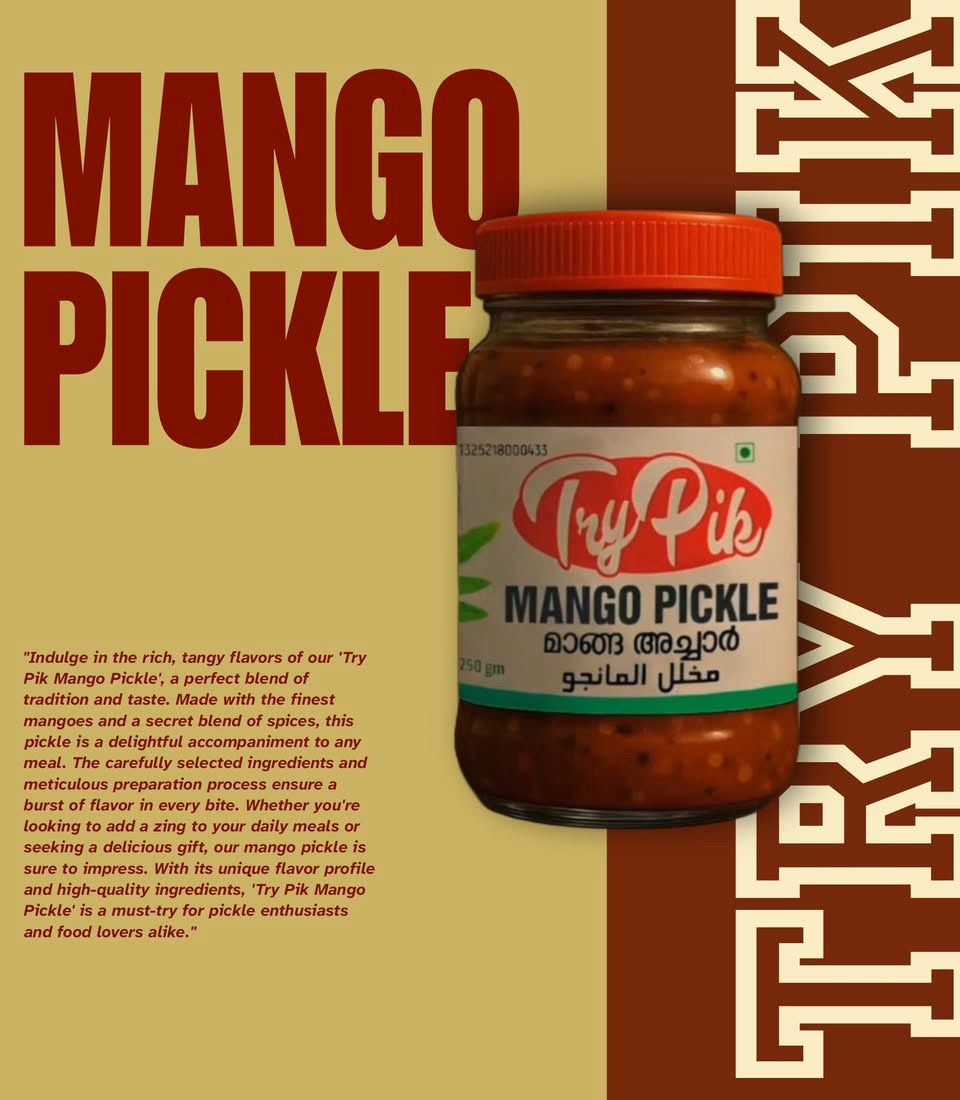 MANGO
PICKLE
TRY PIK
1325218000433
Try Pik
MANGO PICKLE
മാങ്ങ അച്ചാർ
مخلل المانجو
250 gm
"Indulge in the rich, tangy flavors of our 'Try
Pik Mango Pickle', a perfect blend of
tradition and taste. Made with the finest
mangoes and a secret blend of spices, this
pickle is a delightful accompaniment to any
meal. The carefully selected ingredients and
meticulous preparation process ensure a
burst of flavor in every bite. Whether you're
looking to add a zing to your daily meals or
seeking a delicious gift, our mango pickle is
sure to impress. With its unique flavor profile
and high-quality ingredients, 'Try Pik Mango
Pickle' is a must-try for pickle enthusiasts
and food lovers alike."